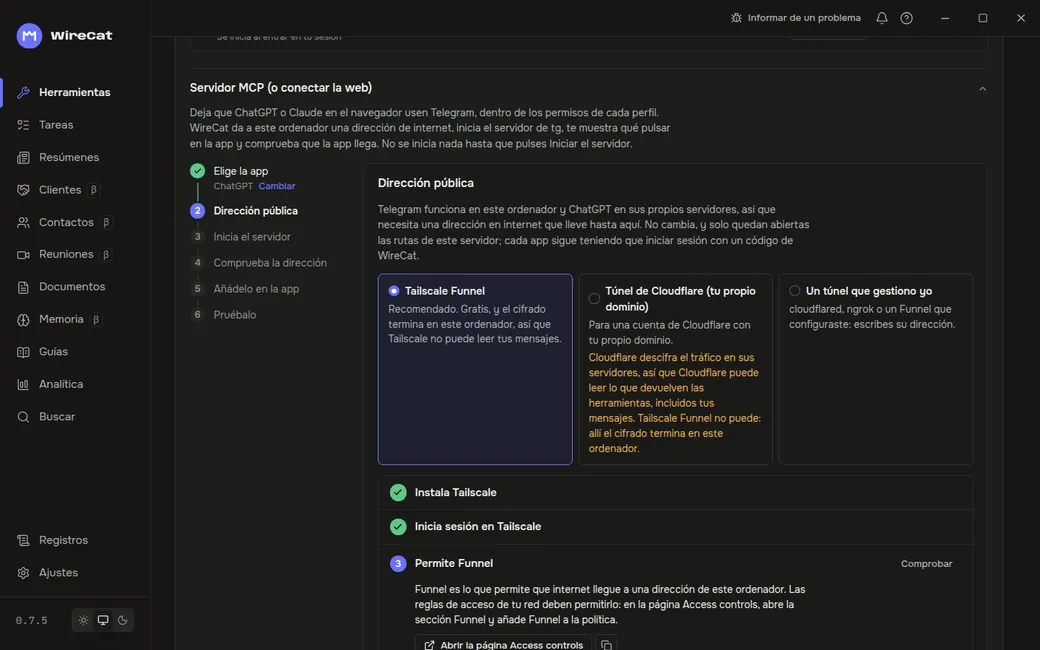 WireCat
Informar de un problema
Herramientas
Tareas
Resúmenes
Clientes β
Contactos β
Reuniones β
Documentos
Memoria β
Guías
Analítica
Buscar
Registros
Ajustes
0.7.5
Se inicia al entrar en tu sesión
Servidor MCP (o conectar la web)
Deja que ChatGPT o Claude en el navegador usen Telegram, dentro de los permisos de cada perfil.
WireCat da a este ordenador una dirección de internet, inicia el servidor de tg, te muestra qué pulsar
en la app y comprueba que la app llega. No se inicia nada hasta que pulses Iniciar el servidor.
Elige la app
ChatGPT Cambiar
2 Dirección pública
3 Inicia el servidor
4 Comprueba la dirección
5 Añádelo en la app
6 Pruébalo
Dirección pública
Telegram funciona en este ordenador y ChatGPT en sus propios servidores, así que
necesita una dirección en internet que lleve hasta aquí. No cambia, y solo quedan abiertas
las rutas de este servidor; cada app sigue teniendo que iniciar sesión con un código de
WireCat.
Tailscale Funnel
Recomendado. Gratis, y el cifrado
termina en este ordenador, así que
Tailscale no puede leer tus mensajes.
Túnel de Cloudflare (tu propio
dominio)
Para una cuenta de Cloudflare con
tu propio dominio.
Cloudflare descifra el tráfico en sus
servidores, así que Cloudflare puede
leer lo que devuelven las
herramientas, incluidos tus
mensajes. Tailscale Funnel no puede:
allí el cifrado termina en este
ordenador.
Un túnel que gestiono yo
cloudflared, ngrok o un Funnel que
configuraste: escribes su dirección.
Instala Tailscale
Inicia sesión en Tailscale
3 Permite Funnel
Comprobar
Funnel es lo que permite que internet llegue a una dirección de este ordenador. Las
reglas de acceso de tu red deben permitirlo: en la página Access controls, abre la
sección Funnel y añade Funnel a la política.
Abrir la página Access controls